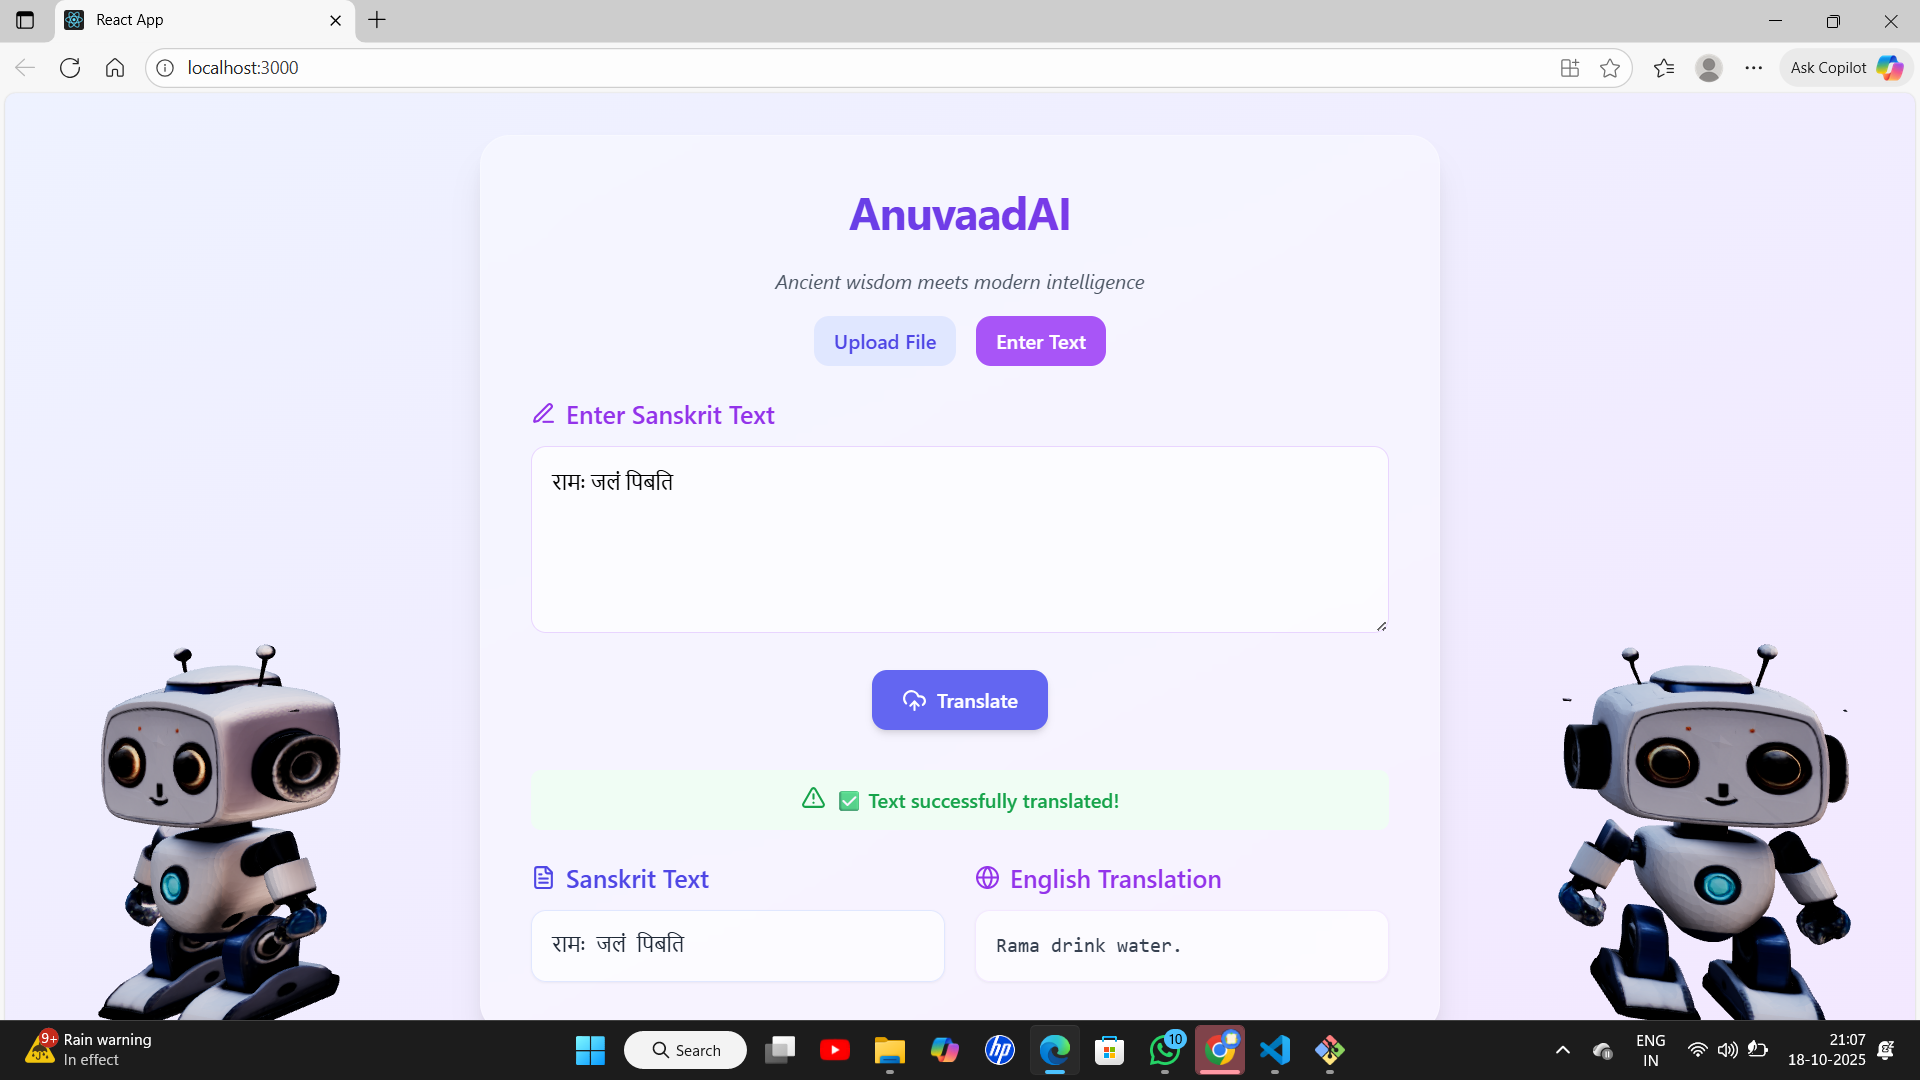 React App
localhost:3000
Ask Copilot
AnuvaadAI
Ancient wisdom meets modern intelligence
Upload File
Enter Text
Enter Sanskrit Text
रामः जलं पिबति
Translate
✅ Text successfully translated!
Sanskrit Text
English Translation
रामः जलं पिबति
Rama drink water.
9+
Rain warning
In effect
Search
hp
10
ENG
IN
21:07
18-10-2025